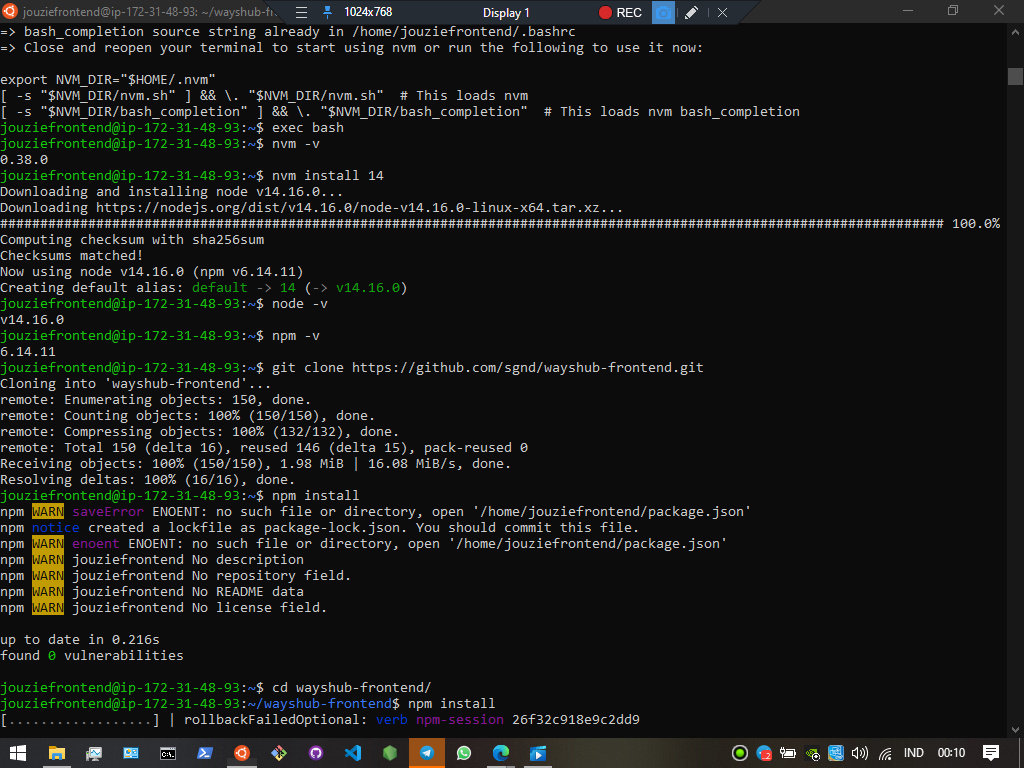 jouziefrontend@ip-172-31-48-93: ~/wayshub-fr
1024x768
Display 1
REC
=> bash_completion source string already in /home/jouziefrontend/.bashrc
=> Close and reopen your terminal to start using nvm or run the following to use it now:
export NVM_DIR="$HOME/.nvm"
[ -s "$NVM_DIR/nvm.sh" ] && \. "$NVM_DIR/nvm.sh"  # This loads nvm
[ -s "$NVM_DIR/bash_completion" ] && \. "$NVM_DIR/bash_completion"  # This loads nvm bash_completion
jouziefrontend@ip-172-31-48-93:~$ exec bash
jouziefrontend@ip-172-31-48-93:~$ nvm -v
0.38.0
jouziefrontend@ip-172-31-48-93:~$ nvm install 14
Downloading and installing node v14.16.0...
Downloading https://nodejs.org/dist/v14.16.0/node-v14.16.0-linux-x64.tar.xz...
###################################################################################################################### 100.0%
Computing checksum with sha256sum
Checksums matched!
Now using node v14.16.0 (npm v6.14.11)
Creating default alias: default -> 14 (-> v14.16.0)
jouziefrontend@ip-172-31-48-93:~$ node -v
v14.16.0
jouziefrontend@ip-172-31-48-93:~$ npm -v
6.14.11
jouziefrontend@ip-172-31-48-93:~$ git clone https://github.com/sgnd/wayshub-frontend.git
Cloning into 'wayshub-frontend'...
remote: Enumerating objects: 150, done.
remote: Counting objects: 100% (150/150), done.
remote: Compressing objects: 100% (132/132), done.
remote: Total 150 (delta 16), reused 146 (delta 15), pack-reused 0
Receiving objects: 100% (150/150), 1.98 MiB | 16.08 MiB/s, done.
Resolving deltas: 100% (16/16), done.
jouziefrontend@ip-172-31-48-93:~$ npm install
npm WARN saveError ENOENT: no such file or directory, open '/home/jouziefrontend/package.json'
npm notice created a lockfile as package-lock.json. You should commit this file.
npm WARN enoent ENOENT: no such file or directory, open '/home/jouziefrontend/package.json'
npm WARN jouziefrontend No description
npm WARN jouziefrontend No repository field.
npm WARN jouziefrontend No README data
npm WARN jouziefrontend No license field.
up to date in 0.216s
found 0 vulnerabilities
jouziefrontend@ip-172-31-48-93:~$ cd wayshub-frontend/
jouziefrontend@ip-172-31-48-93:~/wayshub-frontend$ npm install
[..................] | rollbackFailedOptional: verb npm-session 26f32c918e9c2dd9
IND
00:10